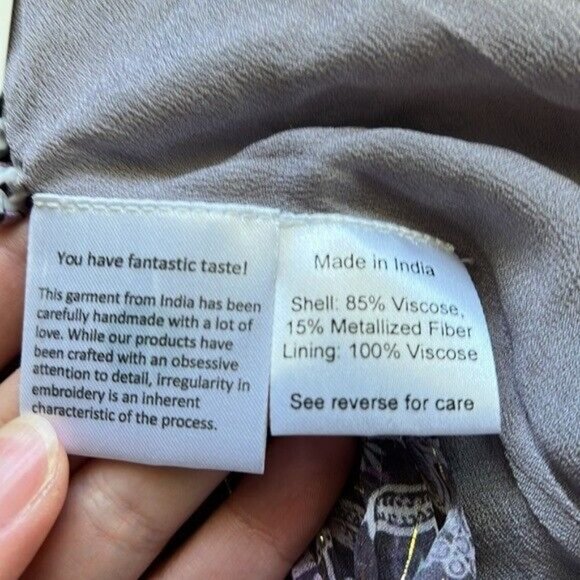 You have fantastic taste!
This garment from India has been
carefully handmade with a lot of
love. While our products have
been crafted with an obsessive
attention to detail, irregularity in
embroidery is an inherent
characteristic of the process.
Made in India
Shell: 85% Viscose,
15% Metallized Fiber
Lining: 100% Viscose
See reverse for care